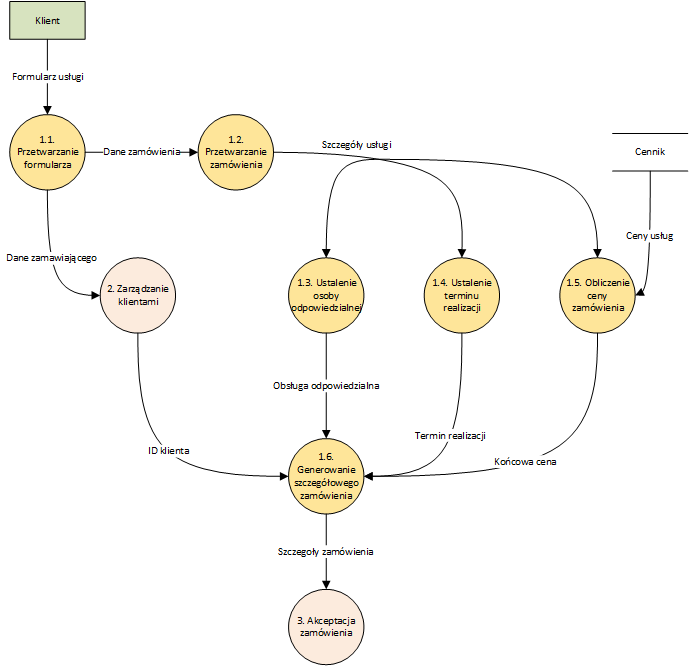 Klient
Formularz usługi
1.1.
Przetwarzanie
formularza
Dane zamówienia
1.2.
Przetwarzanie
zamówienia
Szczegóły usługi
Cennik
Ceny usług
Dane zamawiającego
2. Zarządzanie
klientami
1.3. Ustalenie
osoby
odpowiedzialnej
1.4. Ustalenie
terminu
realizacji
1.5. Obliczenie
ceny
zamówienia
Obsługa odpowiedzialna
ID klienta
Termin realizacji
Końcowa cena
1.6.
Generowanie
szczegółowego
zamówienia
Szczegoły zamówienia
3. Akceptacja
zamówienia